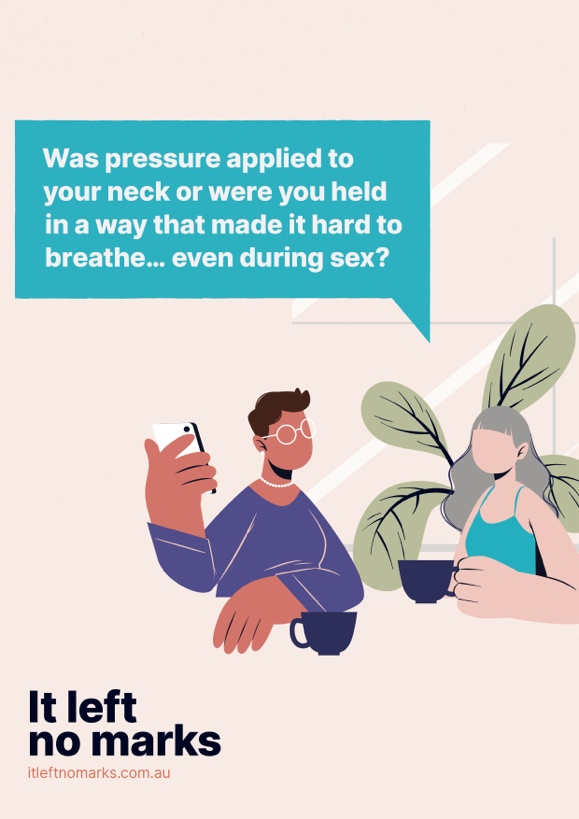 Was pressure applied to
your neck or were you held
in a way that made it hard to
breathe... even during sex?
It left
no marks
itleftnomarks.com.au